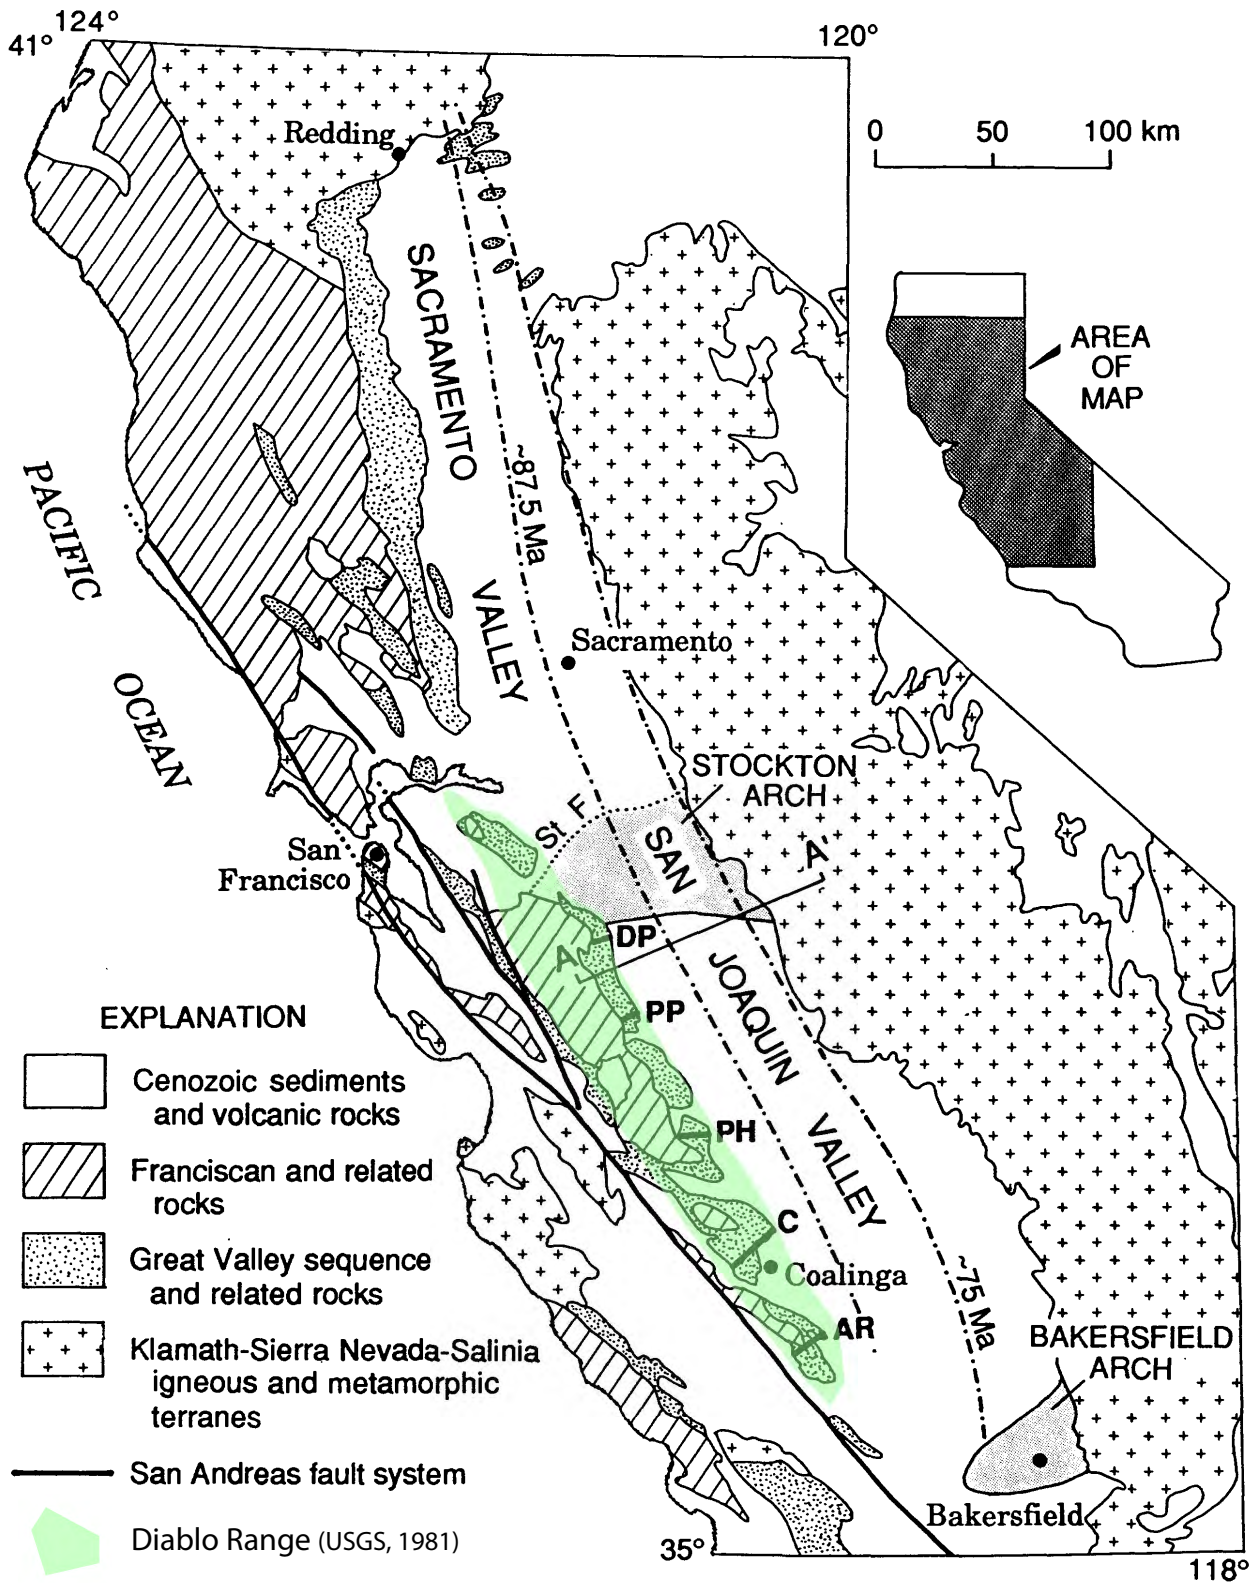 124°
41°
120°
0 50 100 km
Redding
SACRAMENTO
VALLEY
~87.5 Ma
AREA
OF
MAP
PACIFIC
OCEAN
Sacramento
STOCKTON
ARCH
St F
SAN
JOAQUIN
VALLEY
A'
San
Francisco
DP
A
PP
PH
C
Coalinga
AR
~75 Ma
BAKERSFIELD
ARCH
Bakersfield
EXPLANATION
Cenozoic sediments
and volcanic rocks
Franciscan and related
rocks
Great Valley sequence
and related rocks
Klamath-Sierra Nevada-Salinia
igneous and metamorphic
terranes
San Andreas fault system
Diablo Range (USGS, 1981)
35°
118°